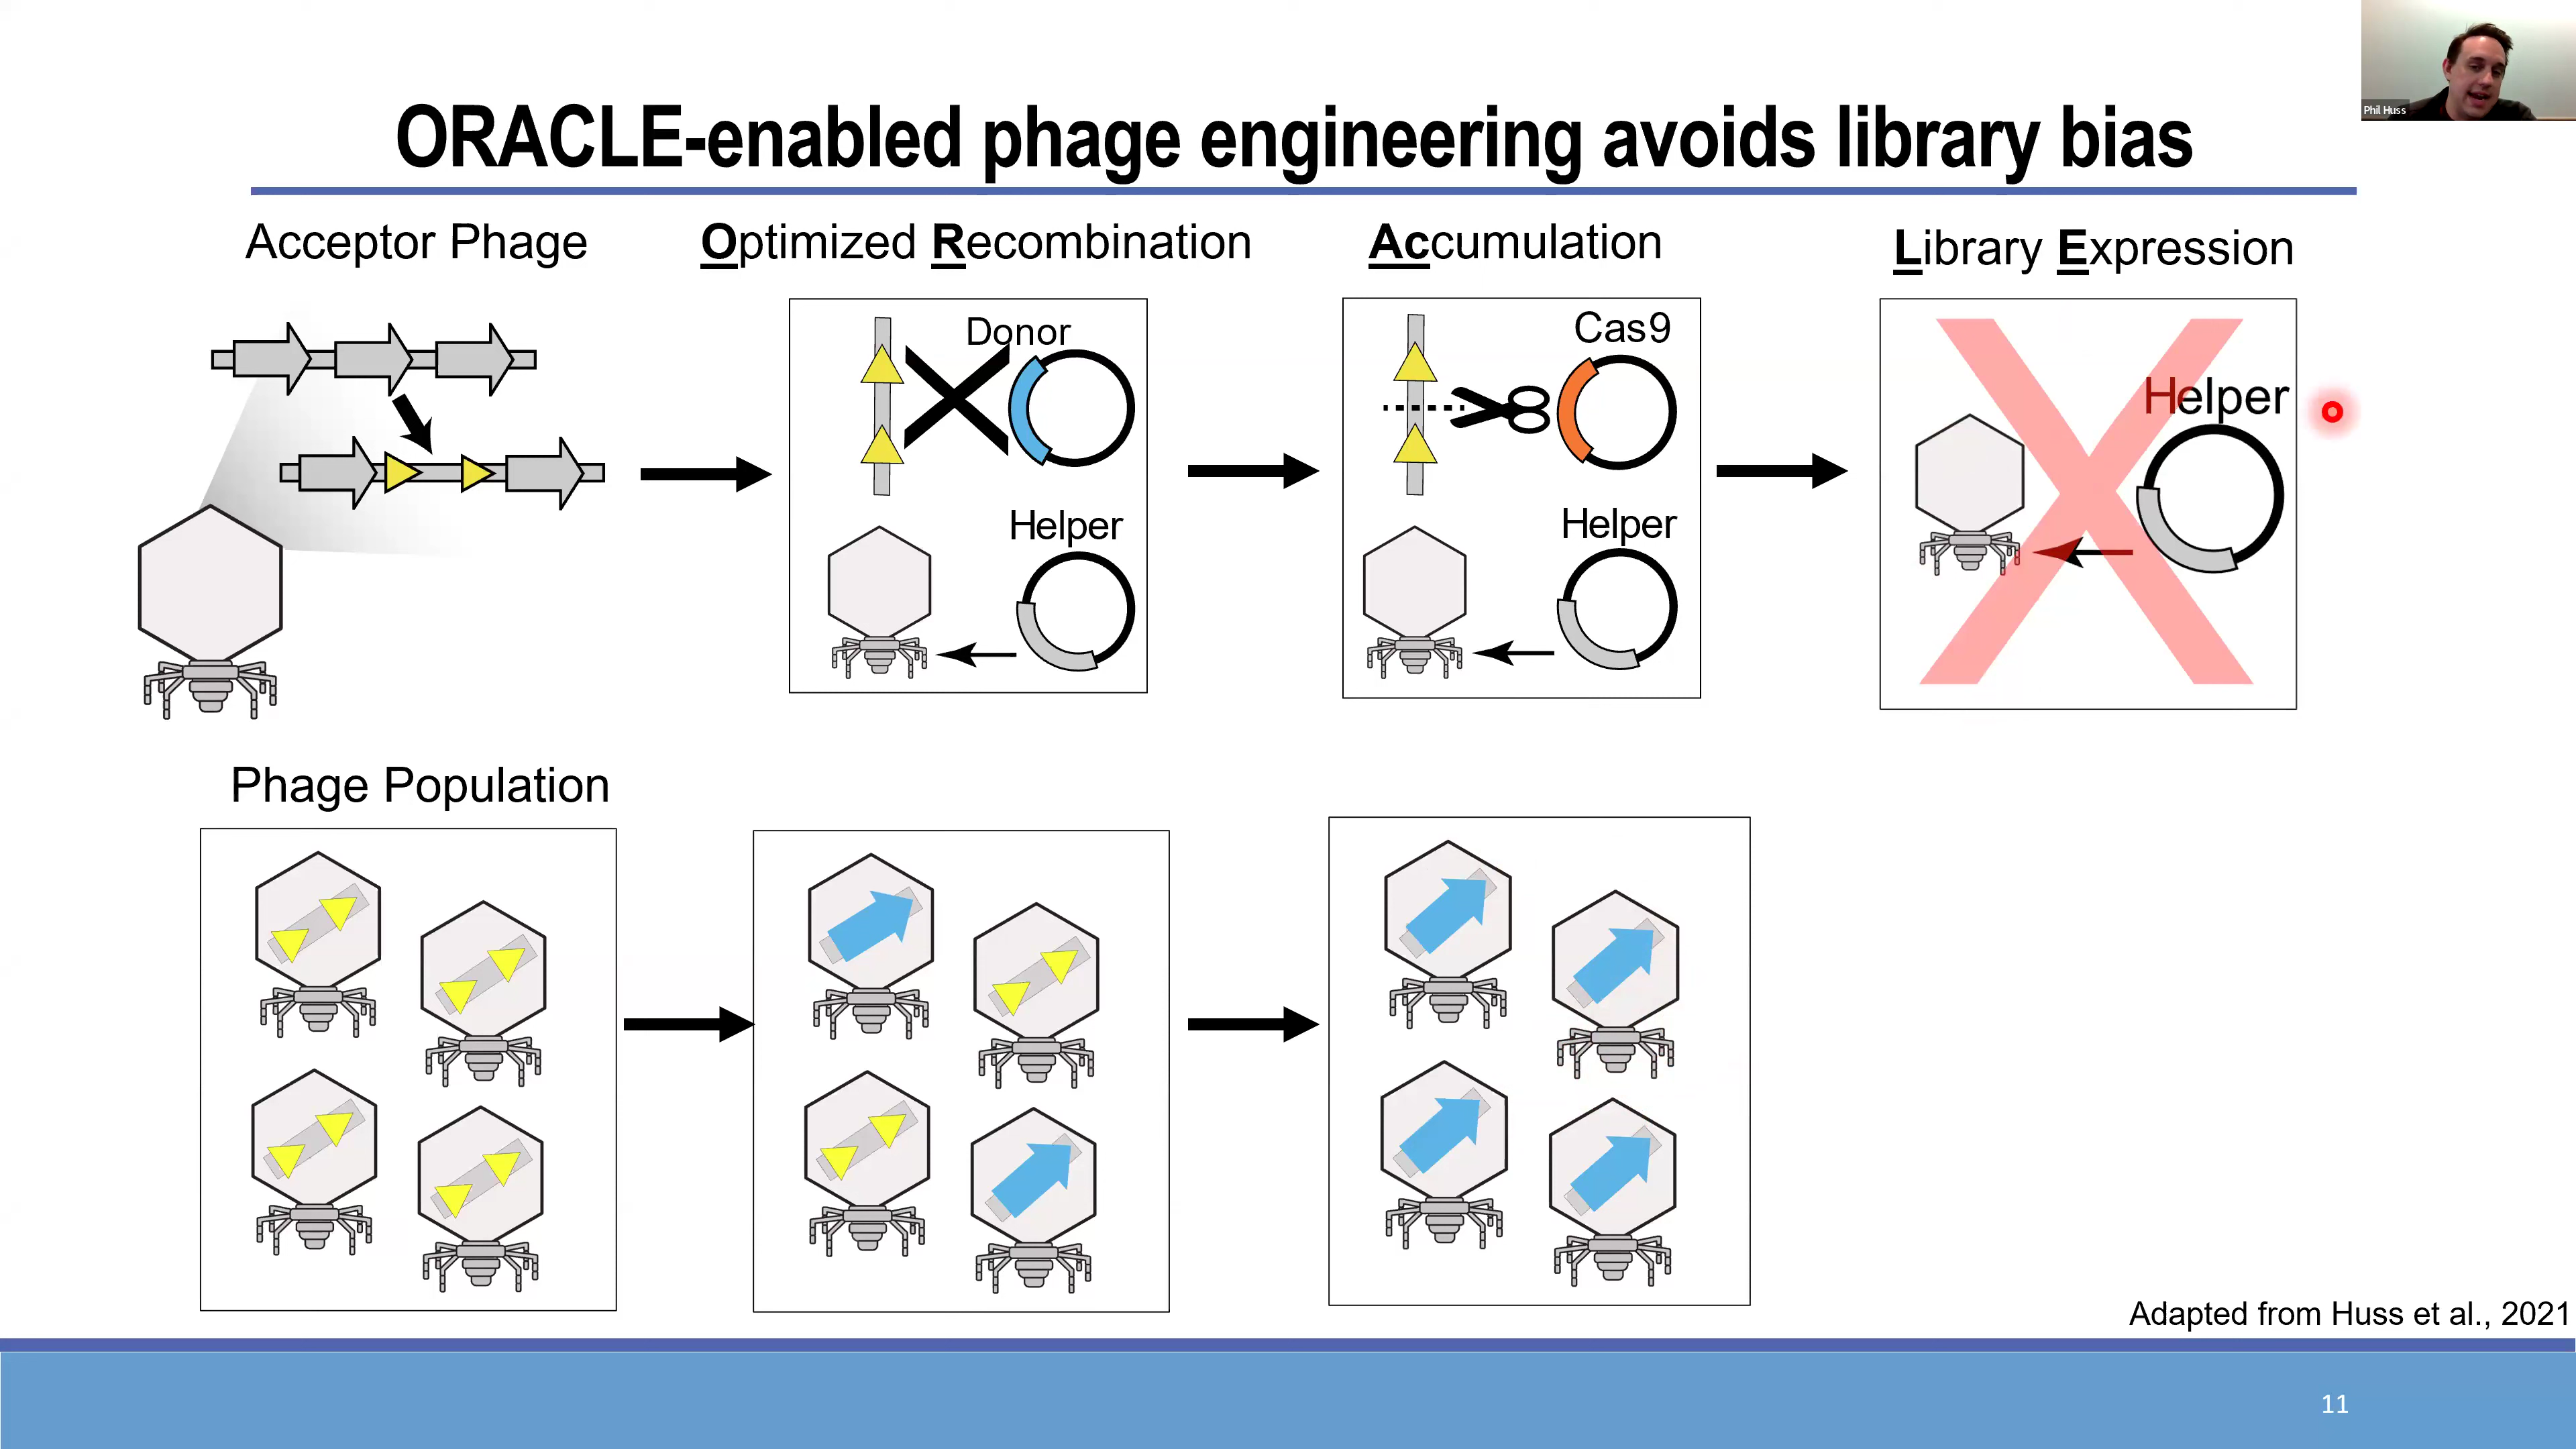 Phil Huss
ORACLE-enabled phage engineering avoids library bias
Acceptor Phage
Optimized Recombination
Accumulation
Library Expression
Donor
Helper
Cas9
Helper
Helper
Phage Population
Adapted from Huss et al., 2021
11